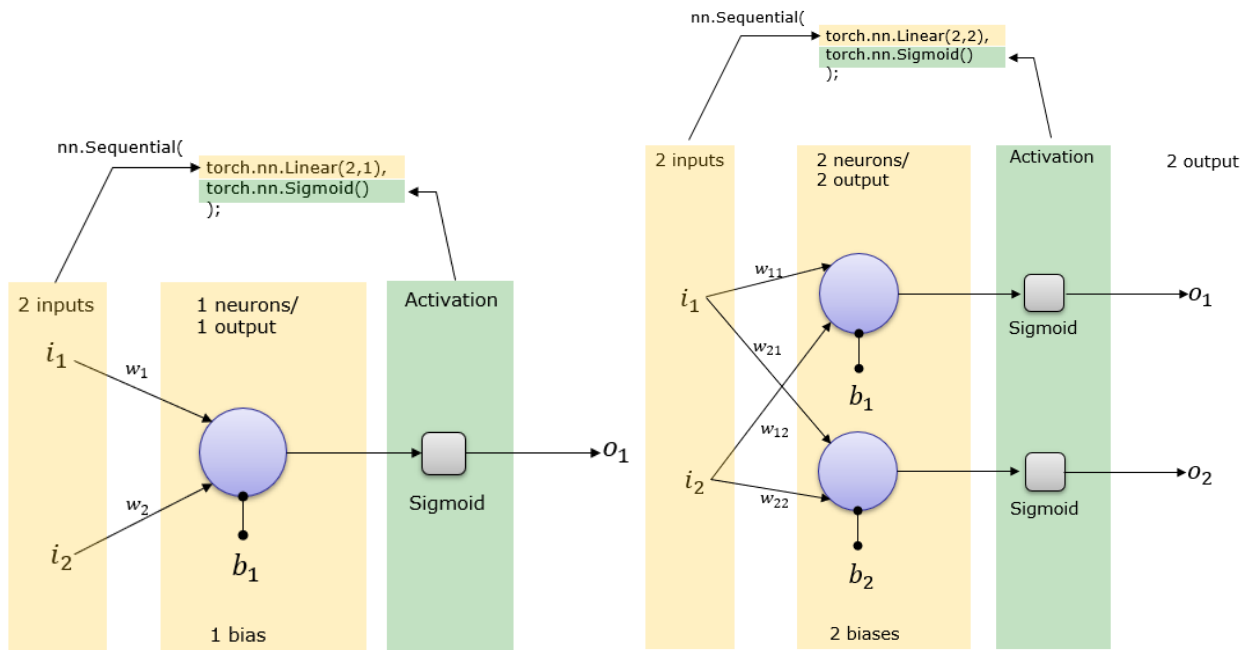 nn.Sequential(
torch.nn.Linear(2,1),
torch.nn.Sigmoid()
);
2 inputs
1 neurons/
1 output
Activation
i₁
w₁
w₂
i₂
b₁
Sigmoid
o₁
1 bias
nn.Sequential(
torch.nn.Linear(2,2),
torch.nn.Sigmoid()
);
2 inputs
2 neurons/
2 output
Activation
2 output
i₁
w₁₁
w₂₁
b₁
Sigmoid
o₁
w₁₂
i₂
w₂₂
b₂
Sigmoid
o₂
2 biases